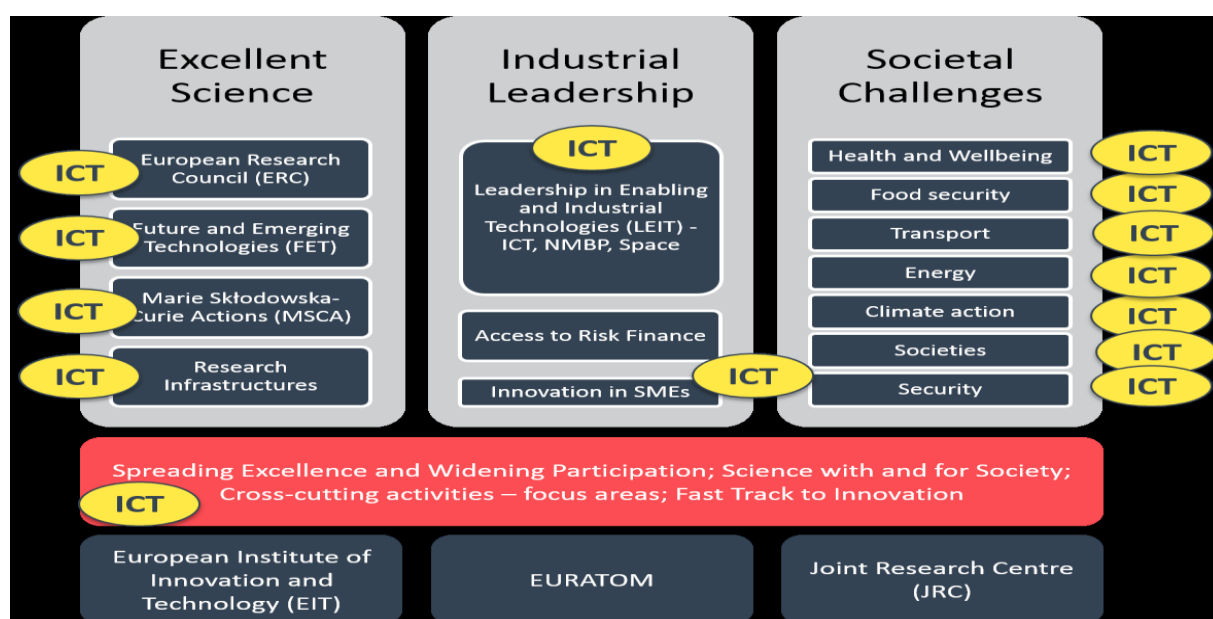 Excellent
Science
ICT
European Research
Council (ERC)
ICT
Future and Emerging
Technologies (FET)
ICT
Marie Skłodowska-
Curie Actions (MSCA)
ICT
Research
Infrastructures
Industrial
Leadership
ICT
Leadership in Enabling
and Industrial
Technologies (LEIT) -
ICT, NMBP, Space
Access to Risk Finance
Innovation in SMEs
ICT
Societal
Challenges
Health and Wellbeing
ICT
Food security
ICT
Transport
ICT
Energy
ICT
Climate action
ICT
Societies
ICT
Security
ICT
Spreading Excellence and Widening Participation; Science with and for Society;
Cross-cutting activities – focus areas; Fast Track to Innovation
ICT
European Institute of
Innovation and
Technology (EIT)
EURATOM
Joint Research Centre
(JRC)